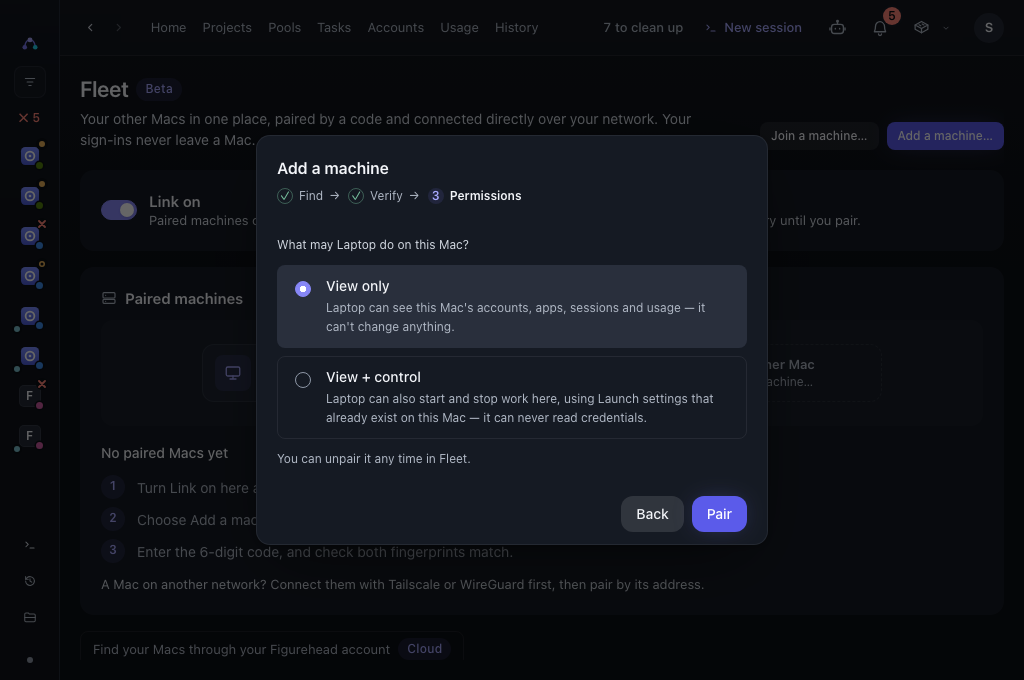 Home Projects Pools Tasks Accounts Usage History 7 to clean up New session 5 S
5
Fleet Beta
Your other Macs in one place, paired by a code and connected directly over your network. Your
sign-ins never leave a Mac.
Join a machine... Add a machine...
Link on
Paired machines
y until you pair.
Add a machine
Find → Verify → 3 Permissions
What may Laptop do on this Mac?
View only
Laptop can see this Mac's accounts, apps, sessions and usage — it
can't change anything.
View + control
Laptop can also start and stop work here, using Launch settings that
already exist on this Mac — it can never read credentials.
You can unpair it any time in Fleet.
Back Pair
Paired machines
Mac
F
F
No paired Macs yet
1 Turn Link on here
2 Choose Add a
3 Enter the 6-digit code, and check both fingerprints match.
A Mac on another network? Connect them with Tailscale or WireGuard first, then pair by its address.
Find your Macs through your Figurehead account Cloud